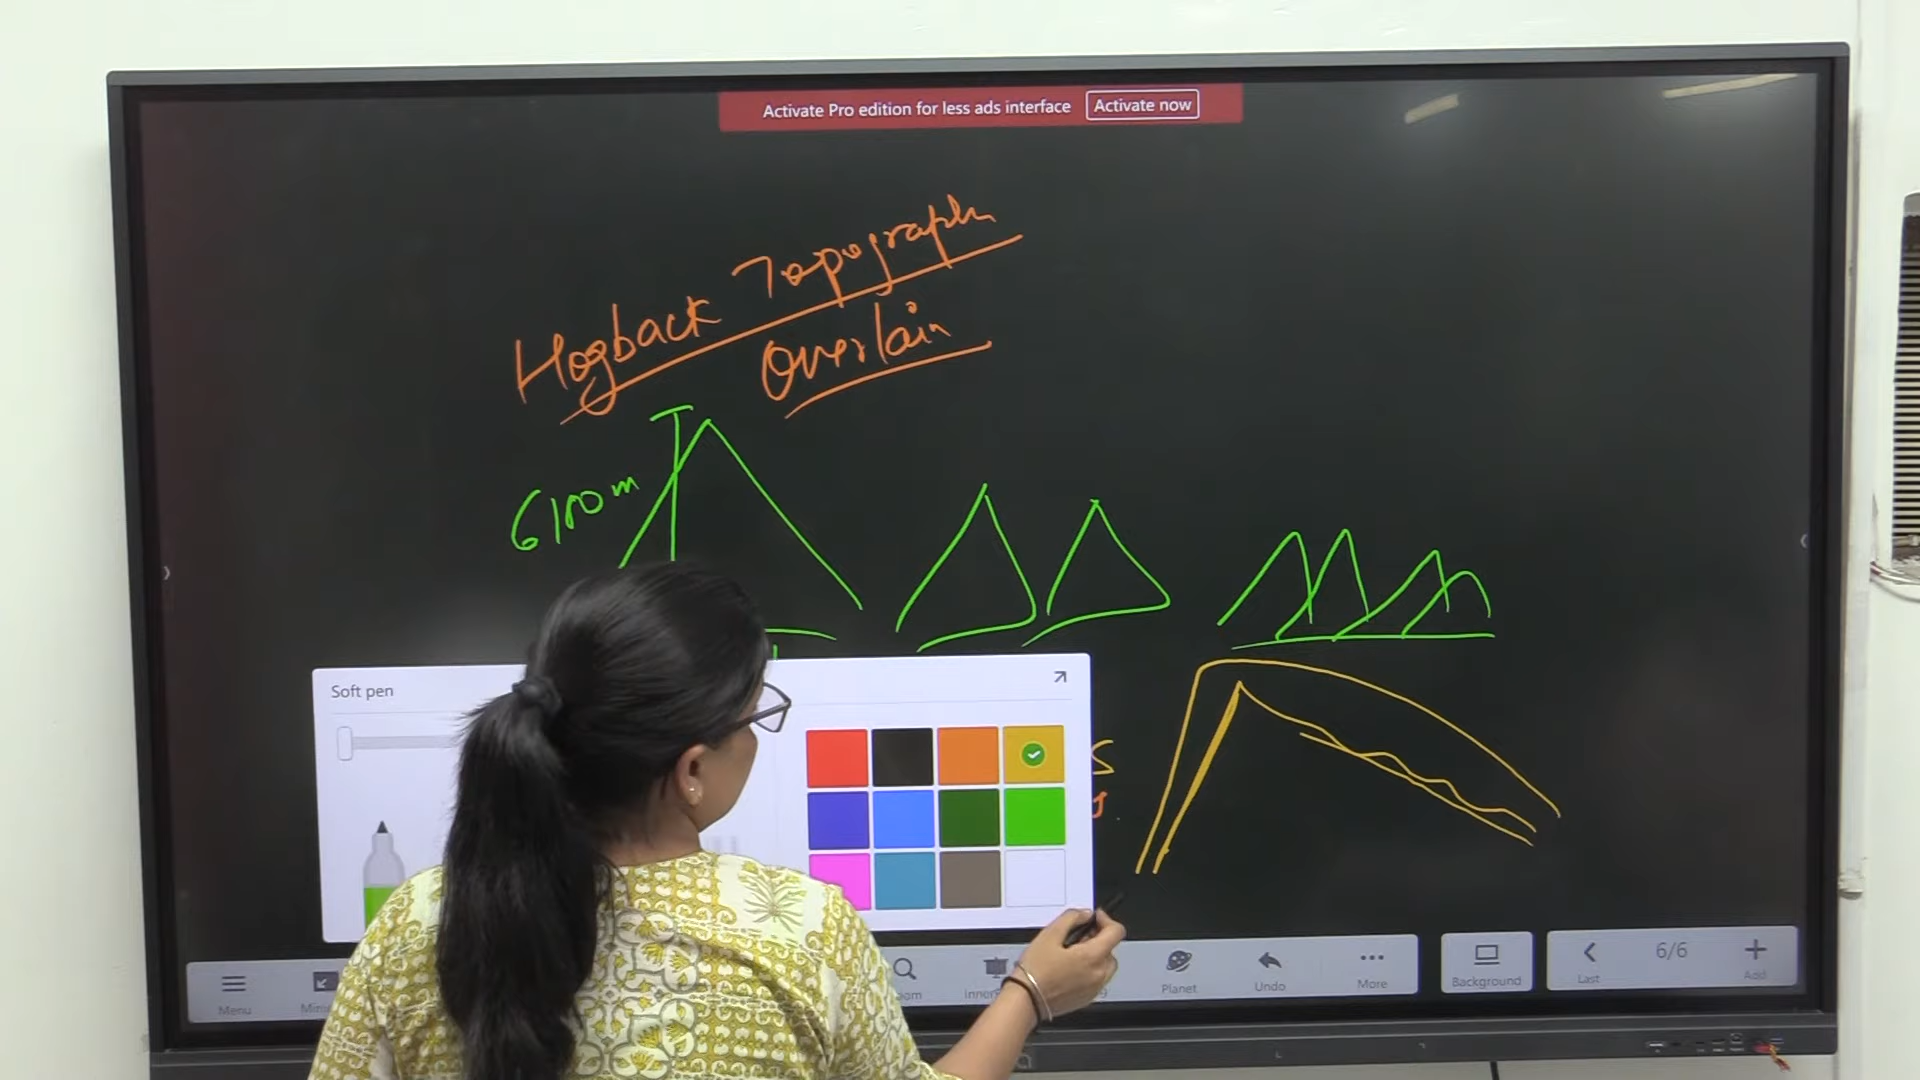 Activate Pro edition for less ads interface Activate now
Hogback Topograph
Overlain
6100 m
Soft pen
Menu
Planet
Undo
More
Background
Last
6/6
Add